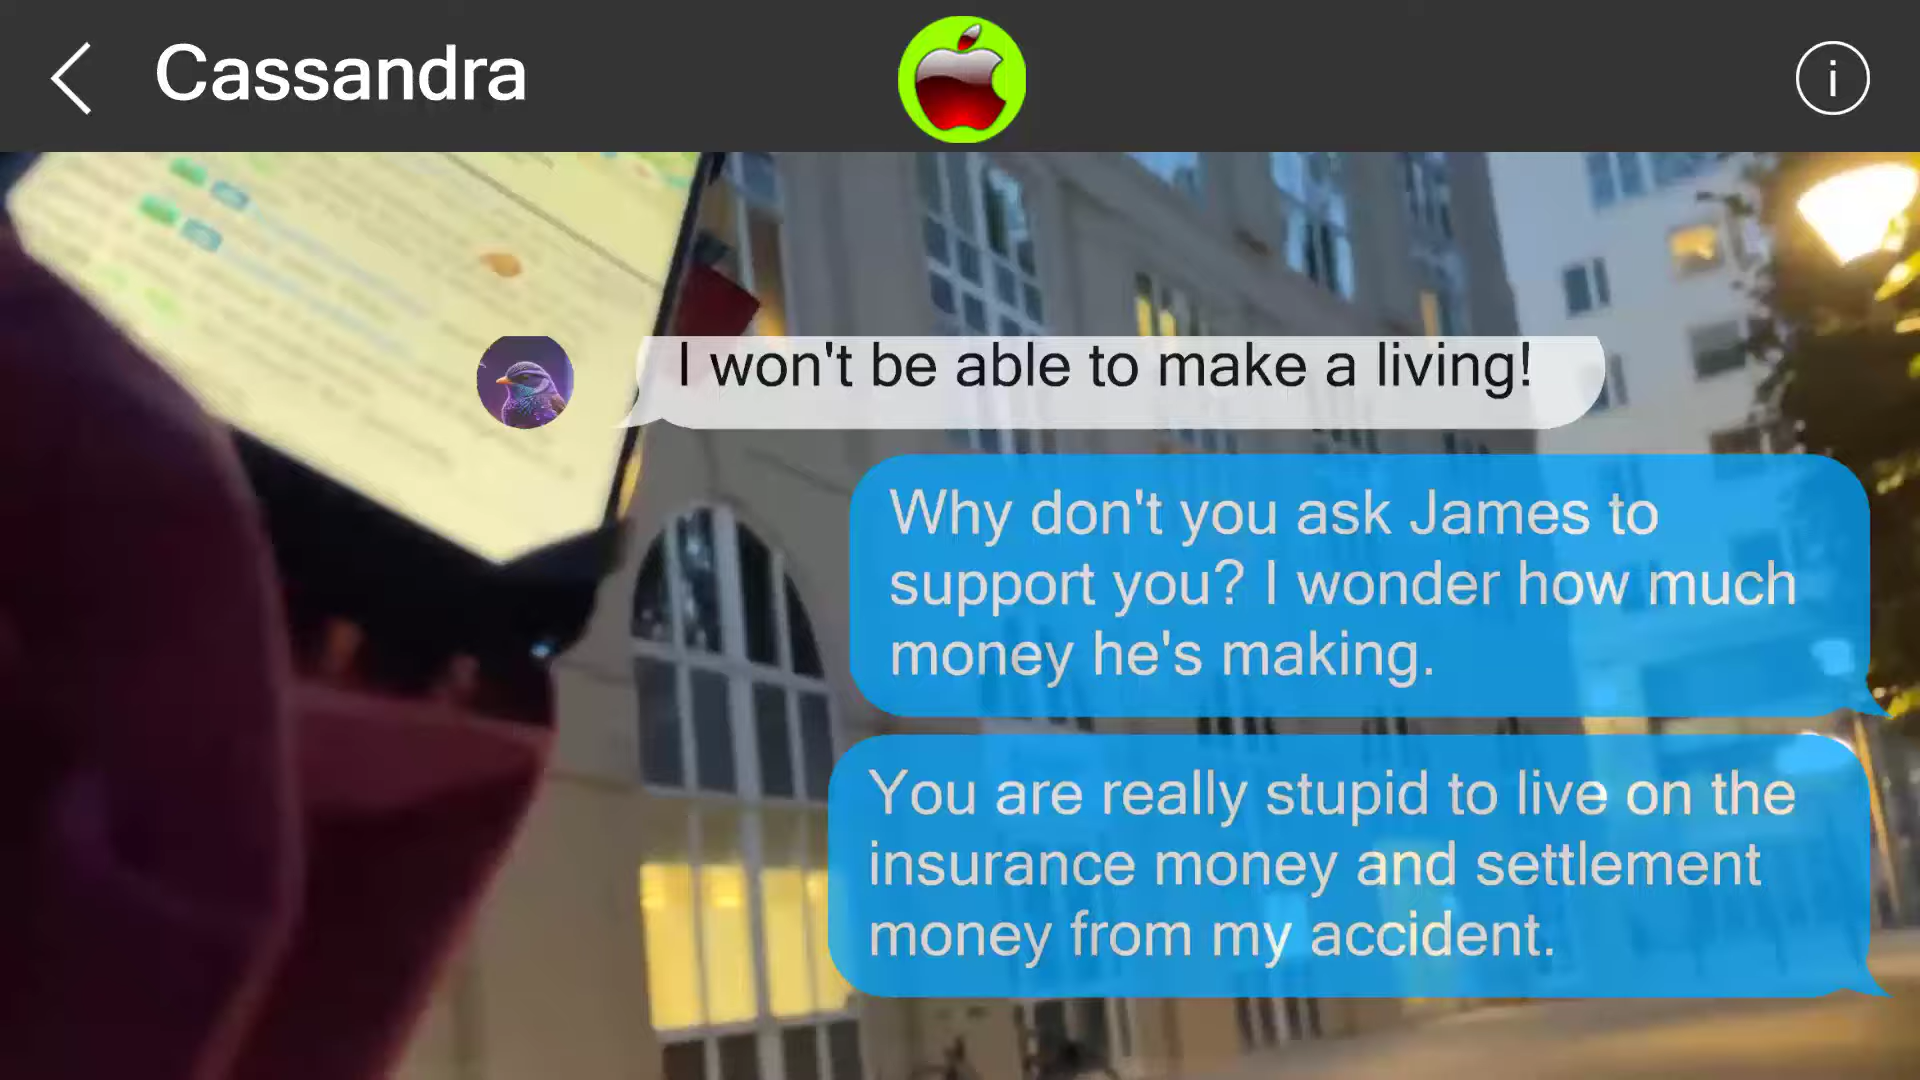 Cassandra
I won't be able to make a living!
Why don't you ask James to
support you? I wonder how much
money he's making.
You are really stupid to live on the
insurance money and settlement
money from my accident.